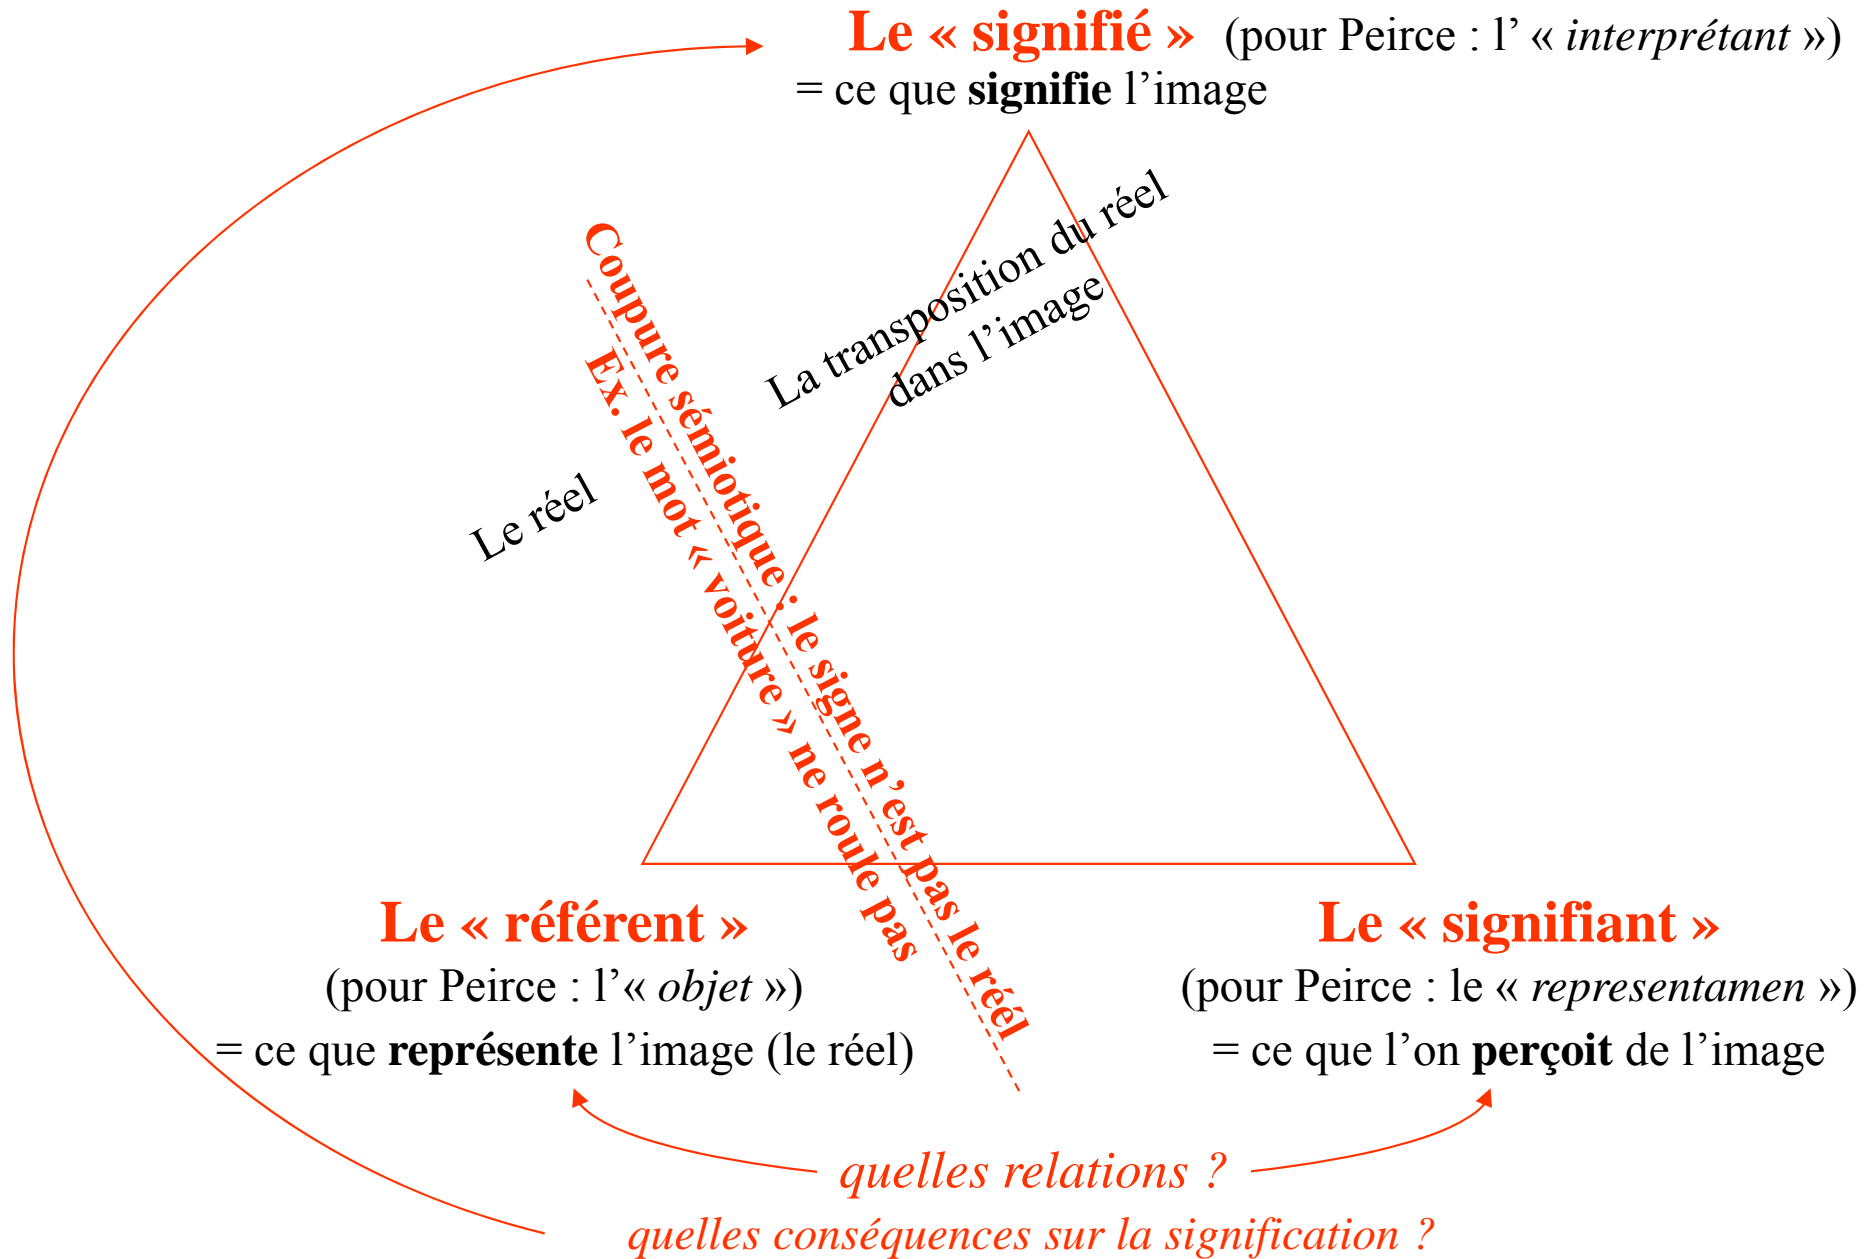 Le « signifié » (pour Peirce : l’ « interprétant »)
= ce que signifie l’image
La transposition du réel
dans l’image
Coupure sémiotique : le signe n’est pas le réél
Ex. le mot « voiture » ne roule pas
Le réel
Le « référent »
(pour Peirce : l’« objet »)
= ce que représente l’image (le réel)
Le « signifiant »
(pour Peirce : le « representamen »)
= ce que l’on perçoit de l’image
quelles relations ?
quelles conséquences sur la signification ?